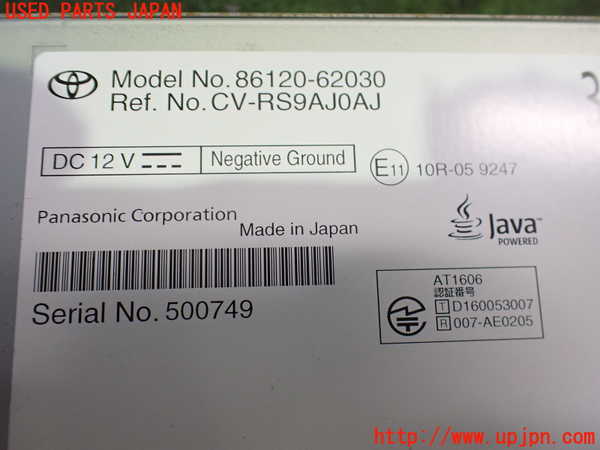 USED PARTS JAPAN
Model No. 86120-62030
Ref. No. CV-RS9AJ0AJ
3
DC 12 V
Negative Ground
E11 10R-05 9247
Panasonic Corporation
Made in Japan
Java
POWERED
AT1606
認証番号
T D160053007
R 007-AE0205
Serial No. 500749
http://www.upjpn.com/